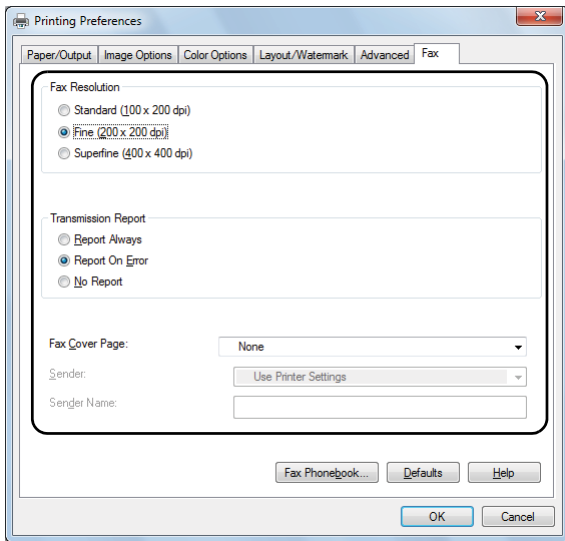 Printing Preferences
Paper/Output Image Options Color Options Layout/Watermark Advanced Fax
Fax Resolution
Standard (100 x 200 dpi)
Fine (200 x 200 dpi)
Superfine (400 x 400 dpi)
Transmission Report
Report Always
Report On Error
No Report
Fax Cover Page: None
Sender: Use Printer Settings
Sender Name:
Fax Phonebook... Defaults Help
OK Cancel